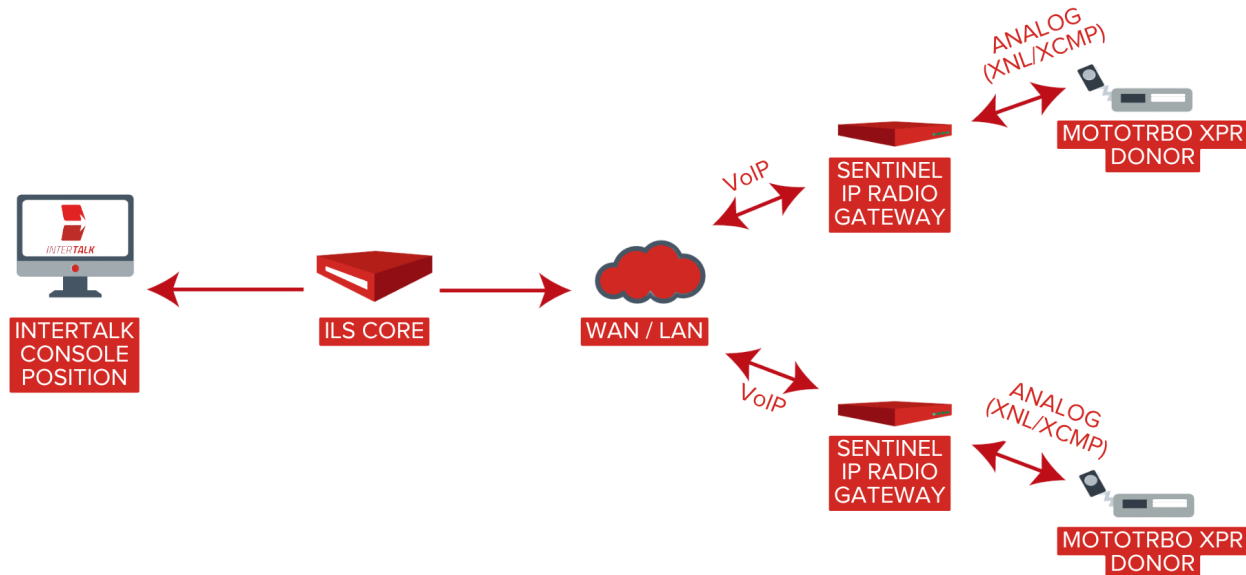 INTERTALK
INTERTALK
CONSOLE
POSITION
ILS CORE
WAN / LAN
VoIP
SENTINEL
IP RADIO
GATEWAY
ANALOG
(XNL/XCMP)
MOTOTRBO XPR
DONOR
VoIP
SENTINEL
IP RADIO
GATEWAY
ANALOG
(XNL/XCMP)
MOTOTRBO XPR
DONOR